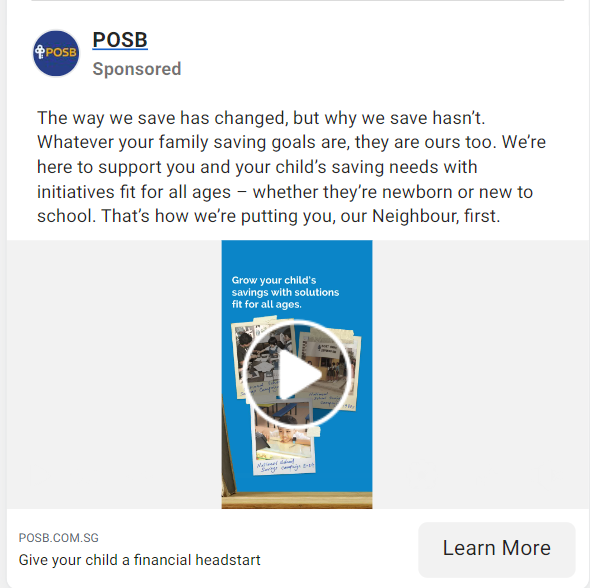 POSB
POSB
Sponsored
The way we save has changed, but why we save hasn’t.
Whatever your family saving goals are, they are ours too. We’re
here to support you and your child’s saving needs with
initiatives fit for all ages – whether they’re newborn or new to
school. That’s how we’re putting you, our Neighbour, first.
Grow your child's
savings with solutions
fit for all ages.
National School
Savings Campaign
POSB.COM.SG
Give your child a financial headstart
Learn More